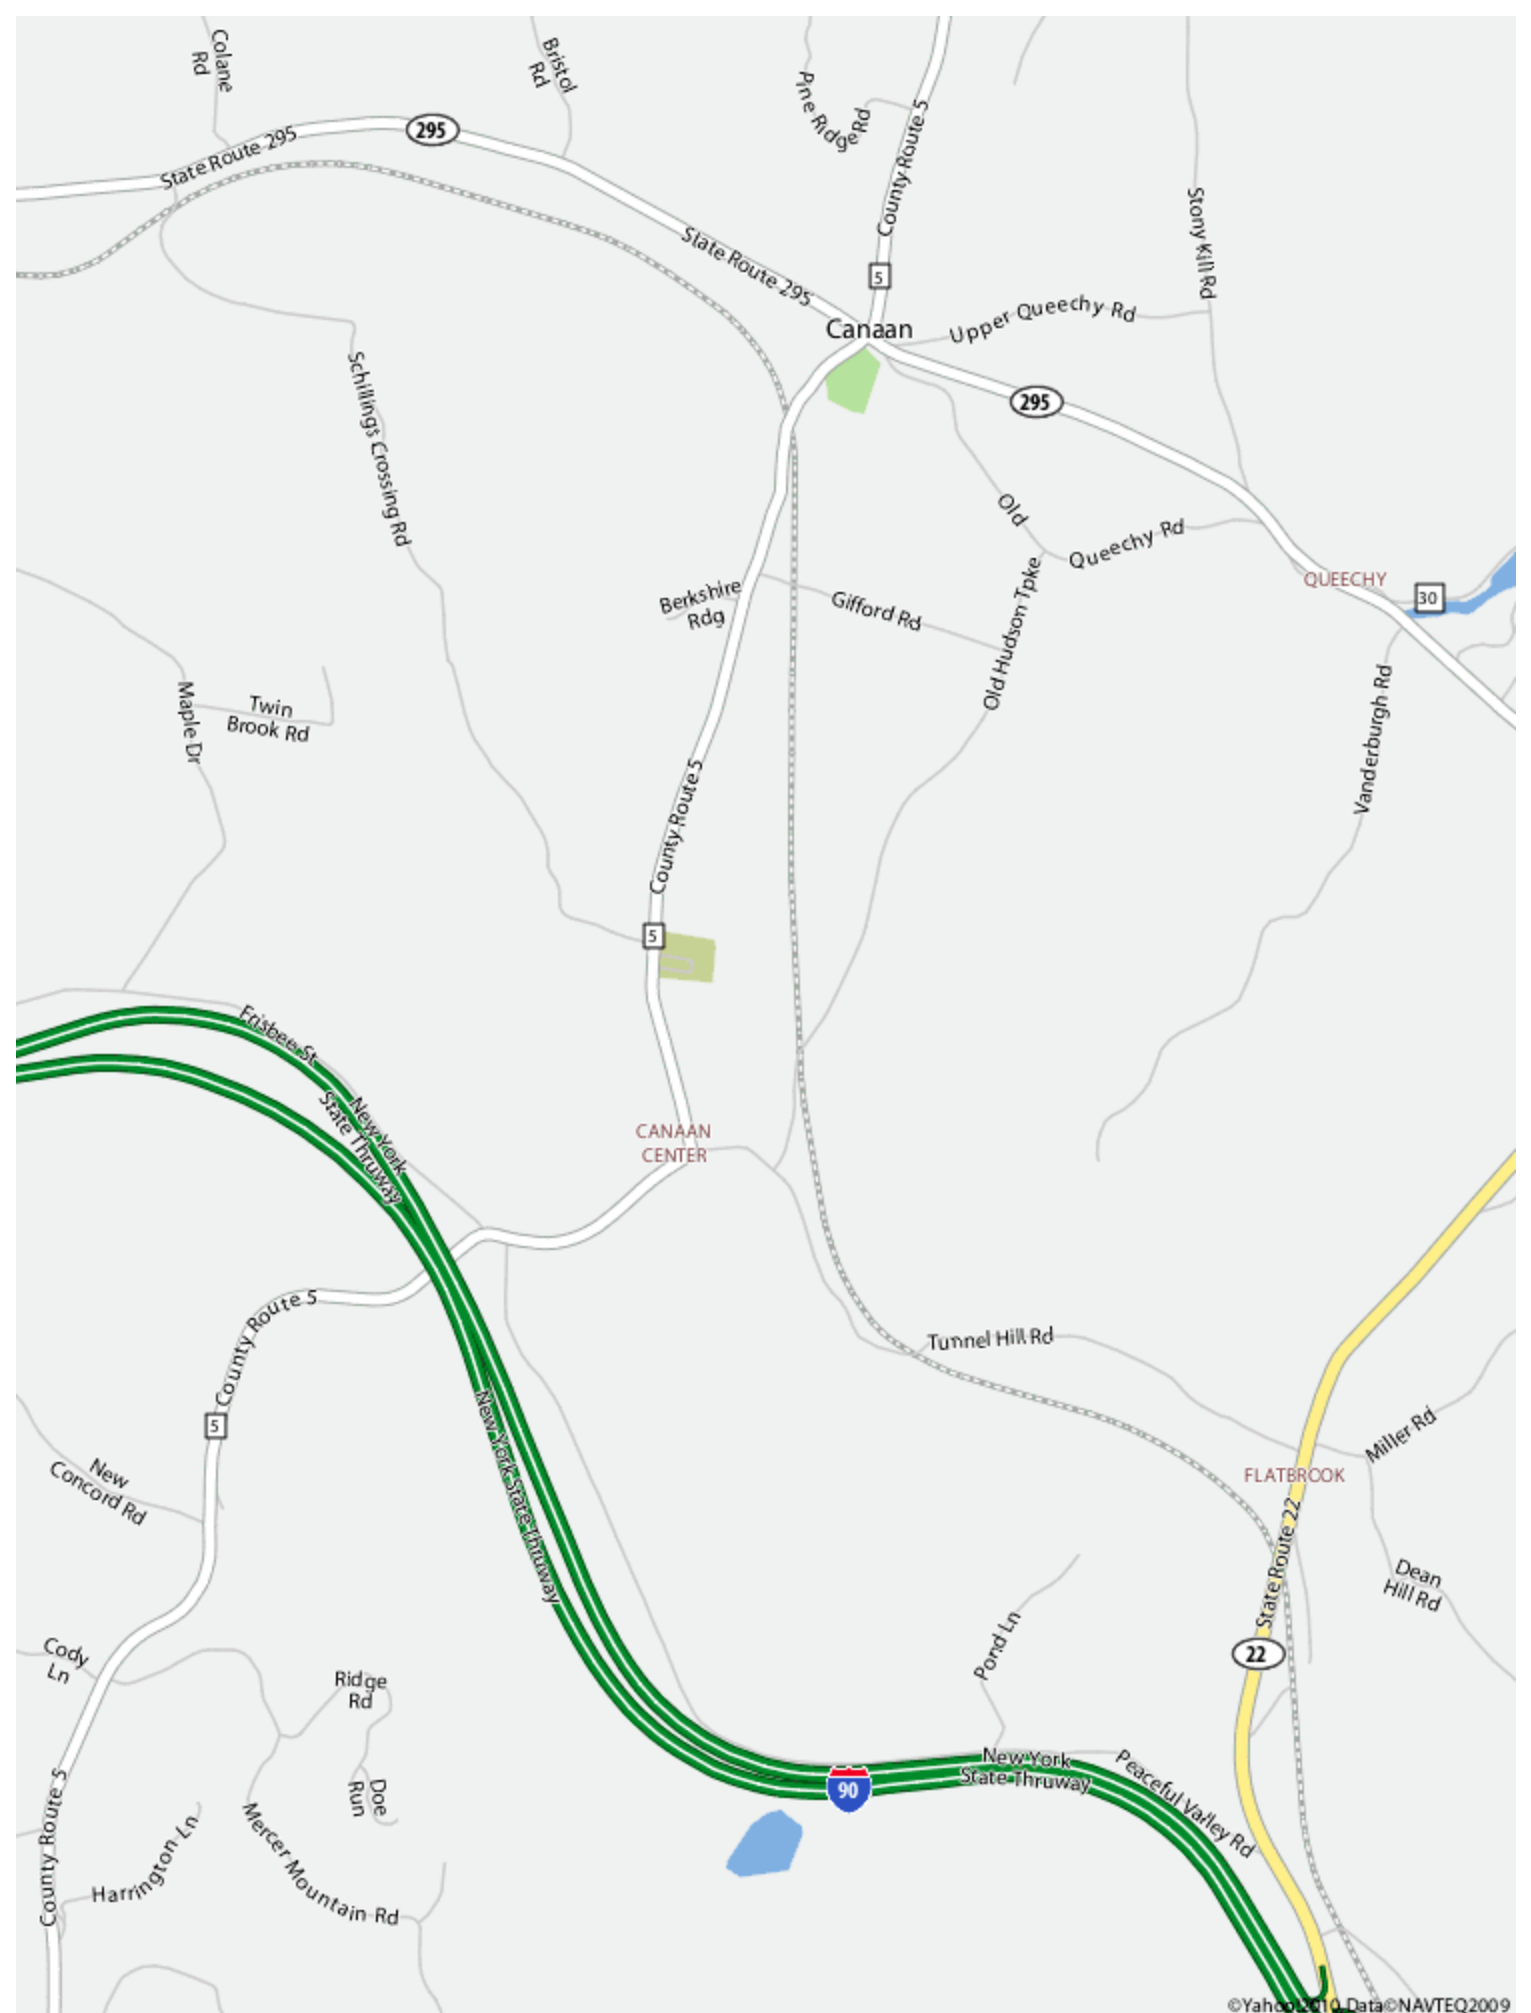 Colane
Rd
Bristol
Rd
Pine Ridge Rd
County Route 5
295
State Route 295
Stony Kill Rd
State Route 295
5
Upper Queechy Rd
Canaan
295
Schillings Crossing Rd
Old
Queechy Rd
QUEECHY
30
Berkshire
Rdg
Gifford Rd
Old Hudson Tpke
Maple Dr
Twin
Brook Rd
Vanderburgh Rd
County Route 5
5
Frisbee St
New York
State Thruway
CANAAN
CENTER
County Route 5
Tunnel Hill Rd
5
New York State Thruway
Miller Rd
New
Concord Rd
FLATBROOK
State Route 22
Dean
Hill Rd
Pond Ln
22
Cody
Ln
Ridge
Rd
New York
State Thruway
Peaceful Valley Rd
90
Doe
Run
County Route 5
Harrington Ln
Mercer Mountain Rd
©Yahoo!2010 Data©NAVTEQ2009